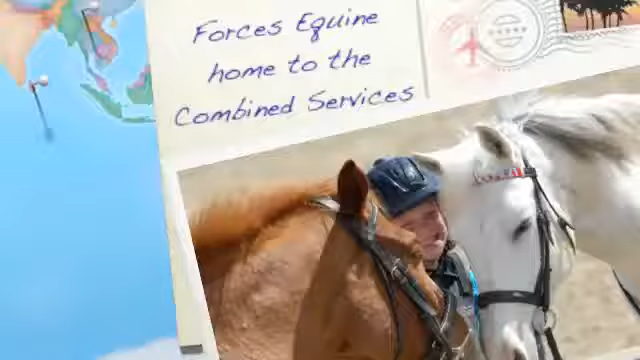 Forces Equine
home to the
Combined Services